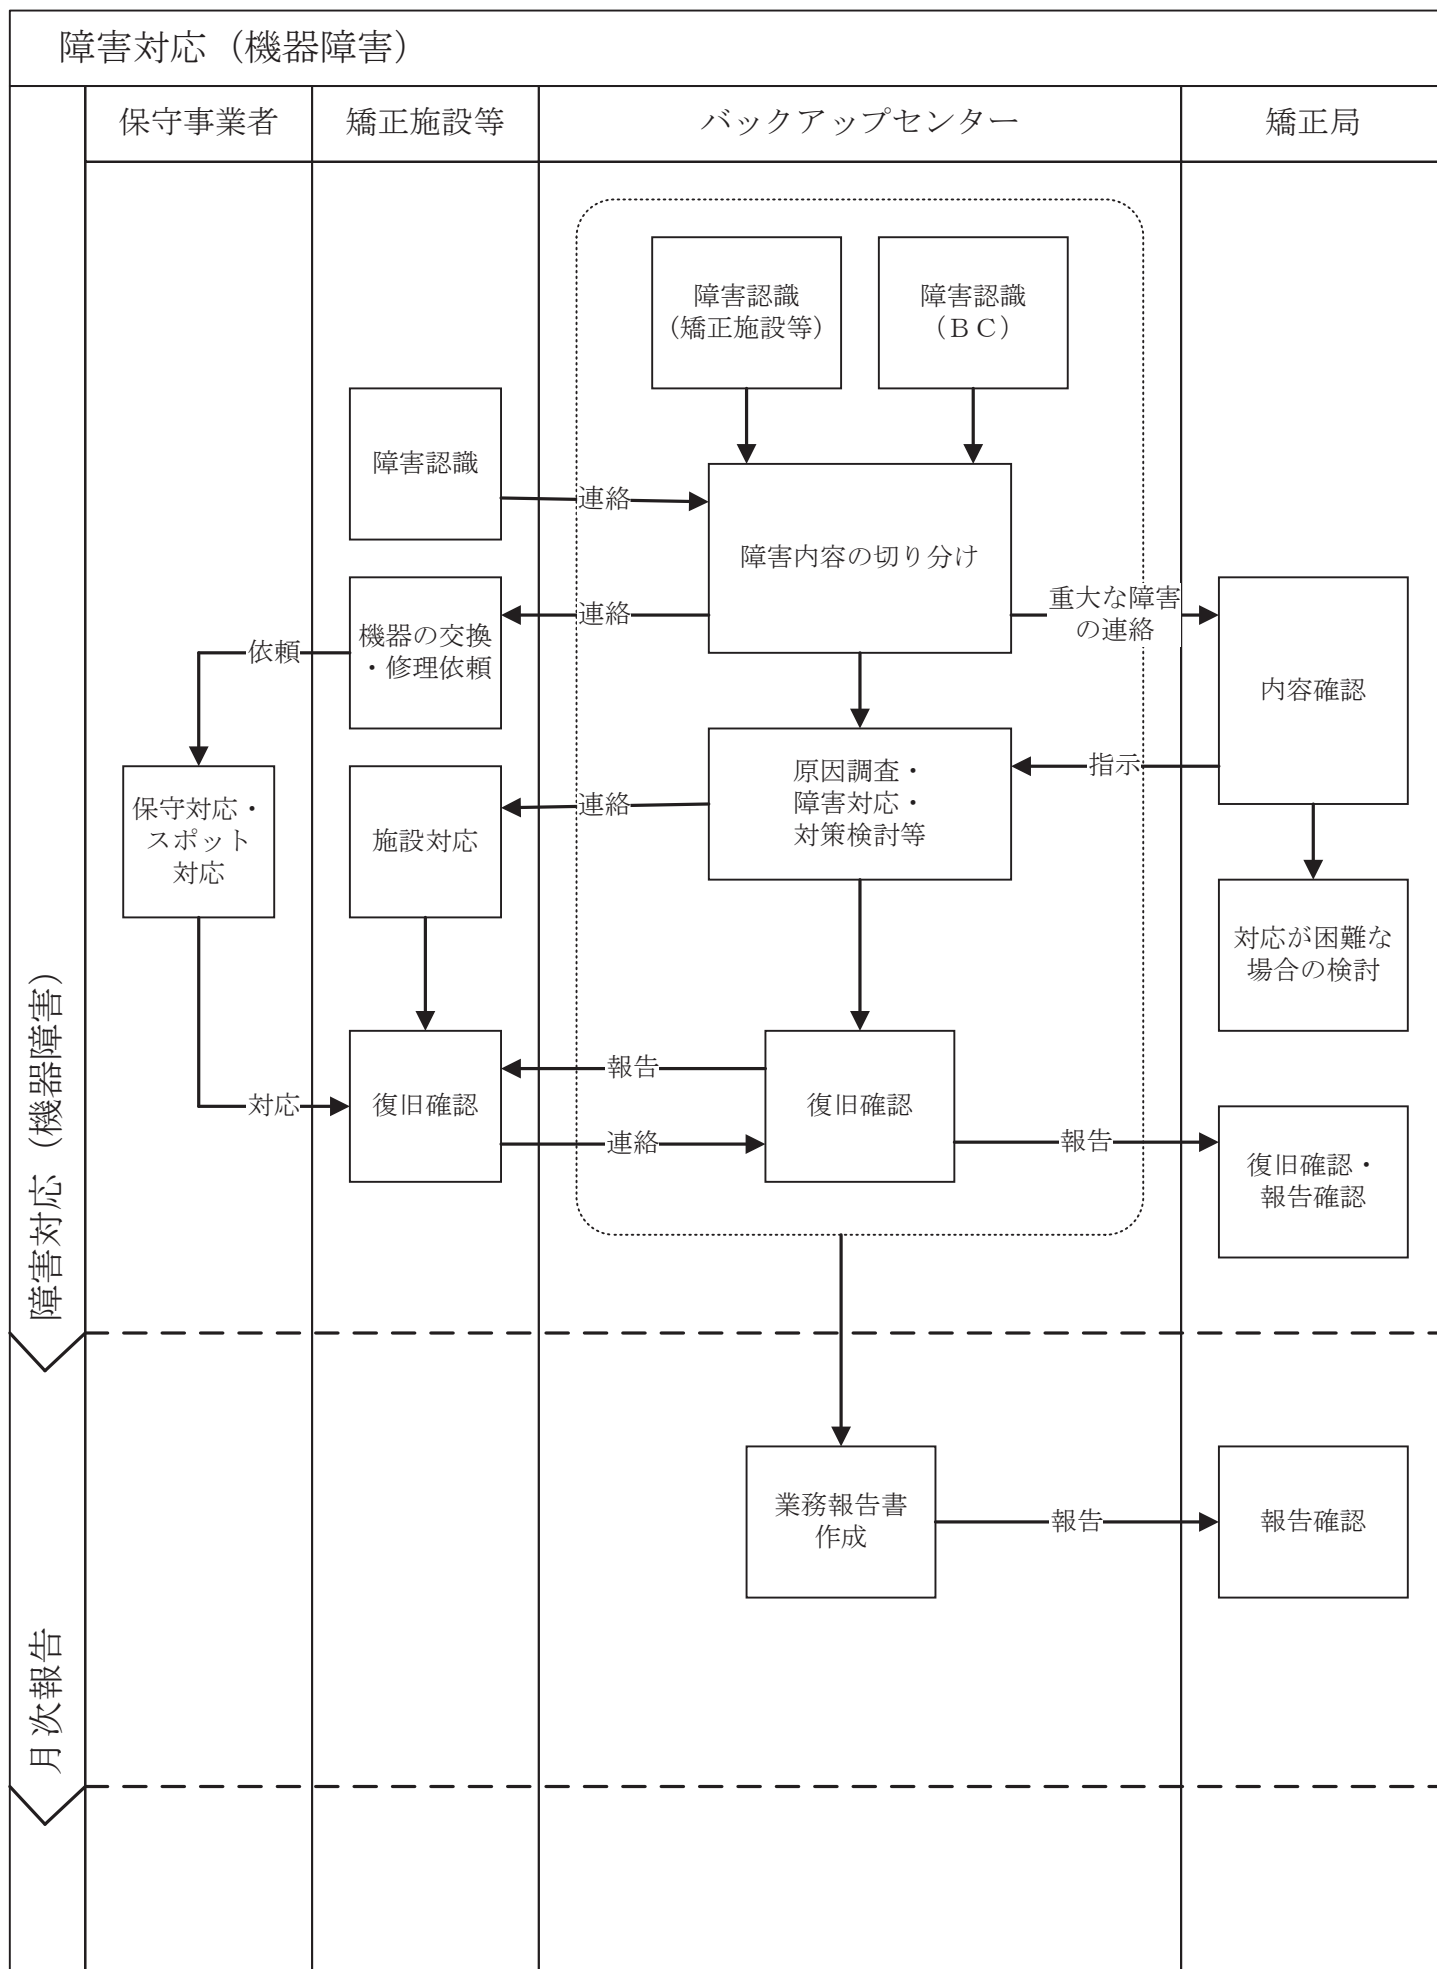 障害対応（機器障害）
保守事業者
矯正施設等
バックアップセンター
矯正局
障害認識
（矯正施設等）
障害認識
（ＢＣ）
障害認識
連絡
障害内容の切り分け
連絡
重大な障害
の連絡
機器の交換
・修理依頼
依頼
内容確認
指示
原因調査・
障害対応・
対策検討等
連絡
施設対応
保守対応・
スポット
対応
対応が困難な
場合の検討
報告
復旧確認
復旧確認
対応
連絡
報告
復旧確認・
報告確認
障害対応（機器障害）
業務報告書
作成
報告
報告確認
月次報告